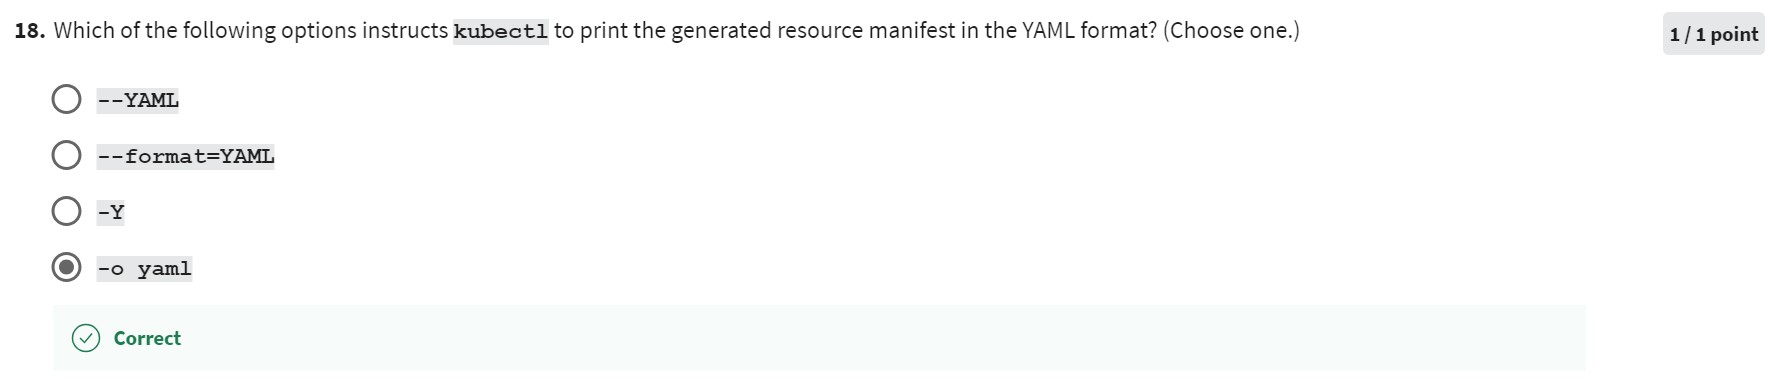 18. Which of the following options instructs kubectl to print the generated resource manifest in the YAML format? (Choose one.)
1 / 1 point
--YAML
--format=YAML
-Y
-o yaml
Correct